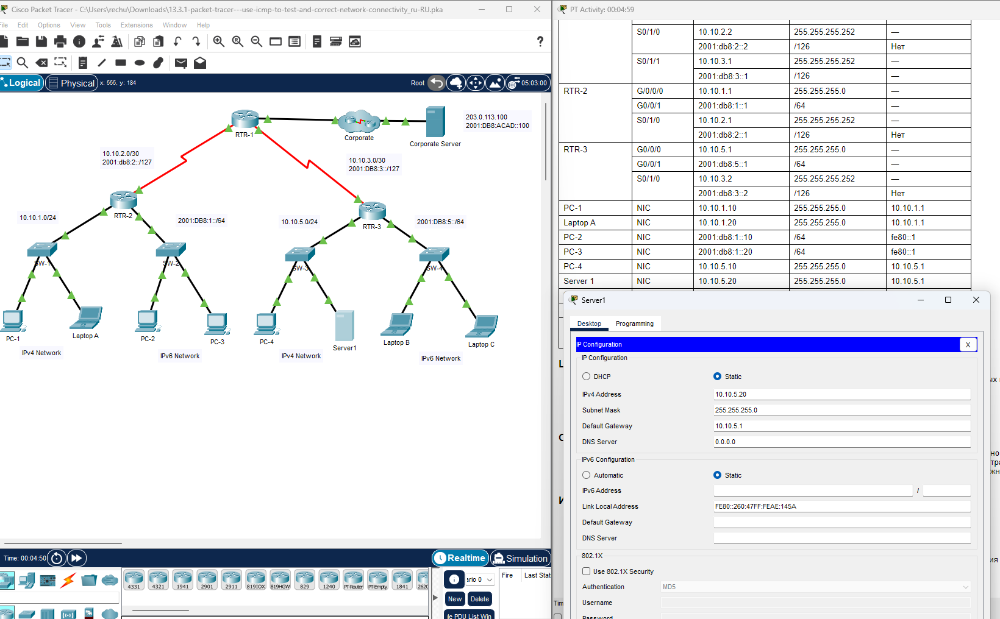 Cisco Packet Tracer - C:\Users\rechu\Downloads\13.3.1-packet-tracer---use-icmp-to-test-and-correct-network-connectivity_ru-RU.pka
File Edit Options View Tools Extensions Window Help
Logical Physical x: 555, y: 184 Root 05:03:00
RTR-1
Corporate
Corporate Server
203.0.113.100
2001:DB8:ACAD::100
10.10.2.0/30
2001:db8:2::/127
10.10.3.0/30
2001:DB8:3::/127
RTR-2
RTR-3
10.10.1.0/24
2001:DB8:1::/64
10.10.5.0/24
2001:DB8:5::/64
SW-1
SW-2
SW-3
SW-4
PC-1
Laptop A
PC-2
PC-3
PC-4
Server1
Laptop B
Laptop C
IPv4 Network
IPv6 Network
IPv4 Network
IPv6 Network
Time: 00:04:50 Realtime Simulation
4331 4321 1941 2901 2911 819IOX 819HGW 829 1240 PT-Router PT-Empty 1841 2620
ario 0
New Delete
le PDU List Win
Fire Last Stat
PT Activity: 00:04:59
S0/1/0 10.10.2.2 255.255.255.252 —
2001:db8:2::2 /126 Нет
S0/1/1 10.10.3.1 255.255.255.252 —
2001:db8:3::1 /126 —
RTR-2 G/0/0/0 10.10.1.1 255.255.255.0 —
G0/0/1 2001:db8:1::1 /64 —
S0/1/0 10.10.2.1 255.255.255.252 —
2001:db8:2::1 /126 Нет
RTR-3 G0/0/0 10.10.5.1 255.255.255.0 —
G0/0/1 2001:db8:5::1 /64 —
S0/1/0 10.10.3.2 255.255.255.252 —
2001:db8:3::2 /126 Нет
PC-1 NIC 10.10.1.10 255.255.255.0 10.10.1.1
Laptop A NIC 10.10.1.20 255.255.255.0 10.10.1.1
PC-2 NIC 2001:db8:1::10 /64 fe80::1
PC-3 NIC 2001:db8:1::20 /64 fe80::1
PC-4 NIC 10.10.5.10 255.255.255.0 10.10.5.1
Server 1 NIC 10.10.5.20 255.255.255.0 10.10.5.1
Server1
Desktop Programming
IP Configuration X
IP Configuration
DHCP Static
IPv4 Address 10.10.5.20
Subnet Mask 255.255.255.0
Default Gateway 10.10.5.1
DNS Server 0.0.0.0
IPv6 Configuration
Automatic Static
IPv6 Address /
Link Local Address FE80::260:47FF:FEAE:145A
Default Gateway
DNS Server
802.1X
Use 802.1X Security
Authentication MD5
Username
Password
Tim